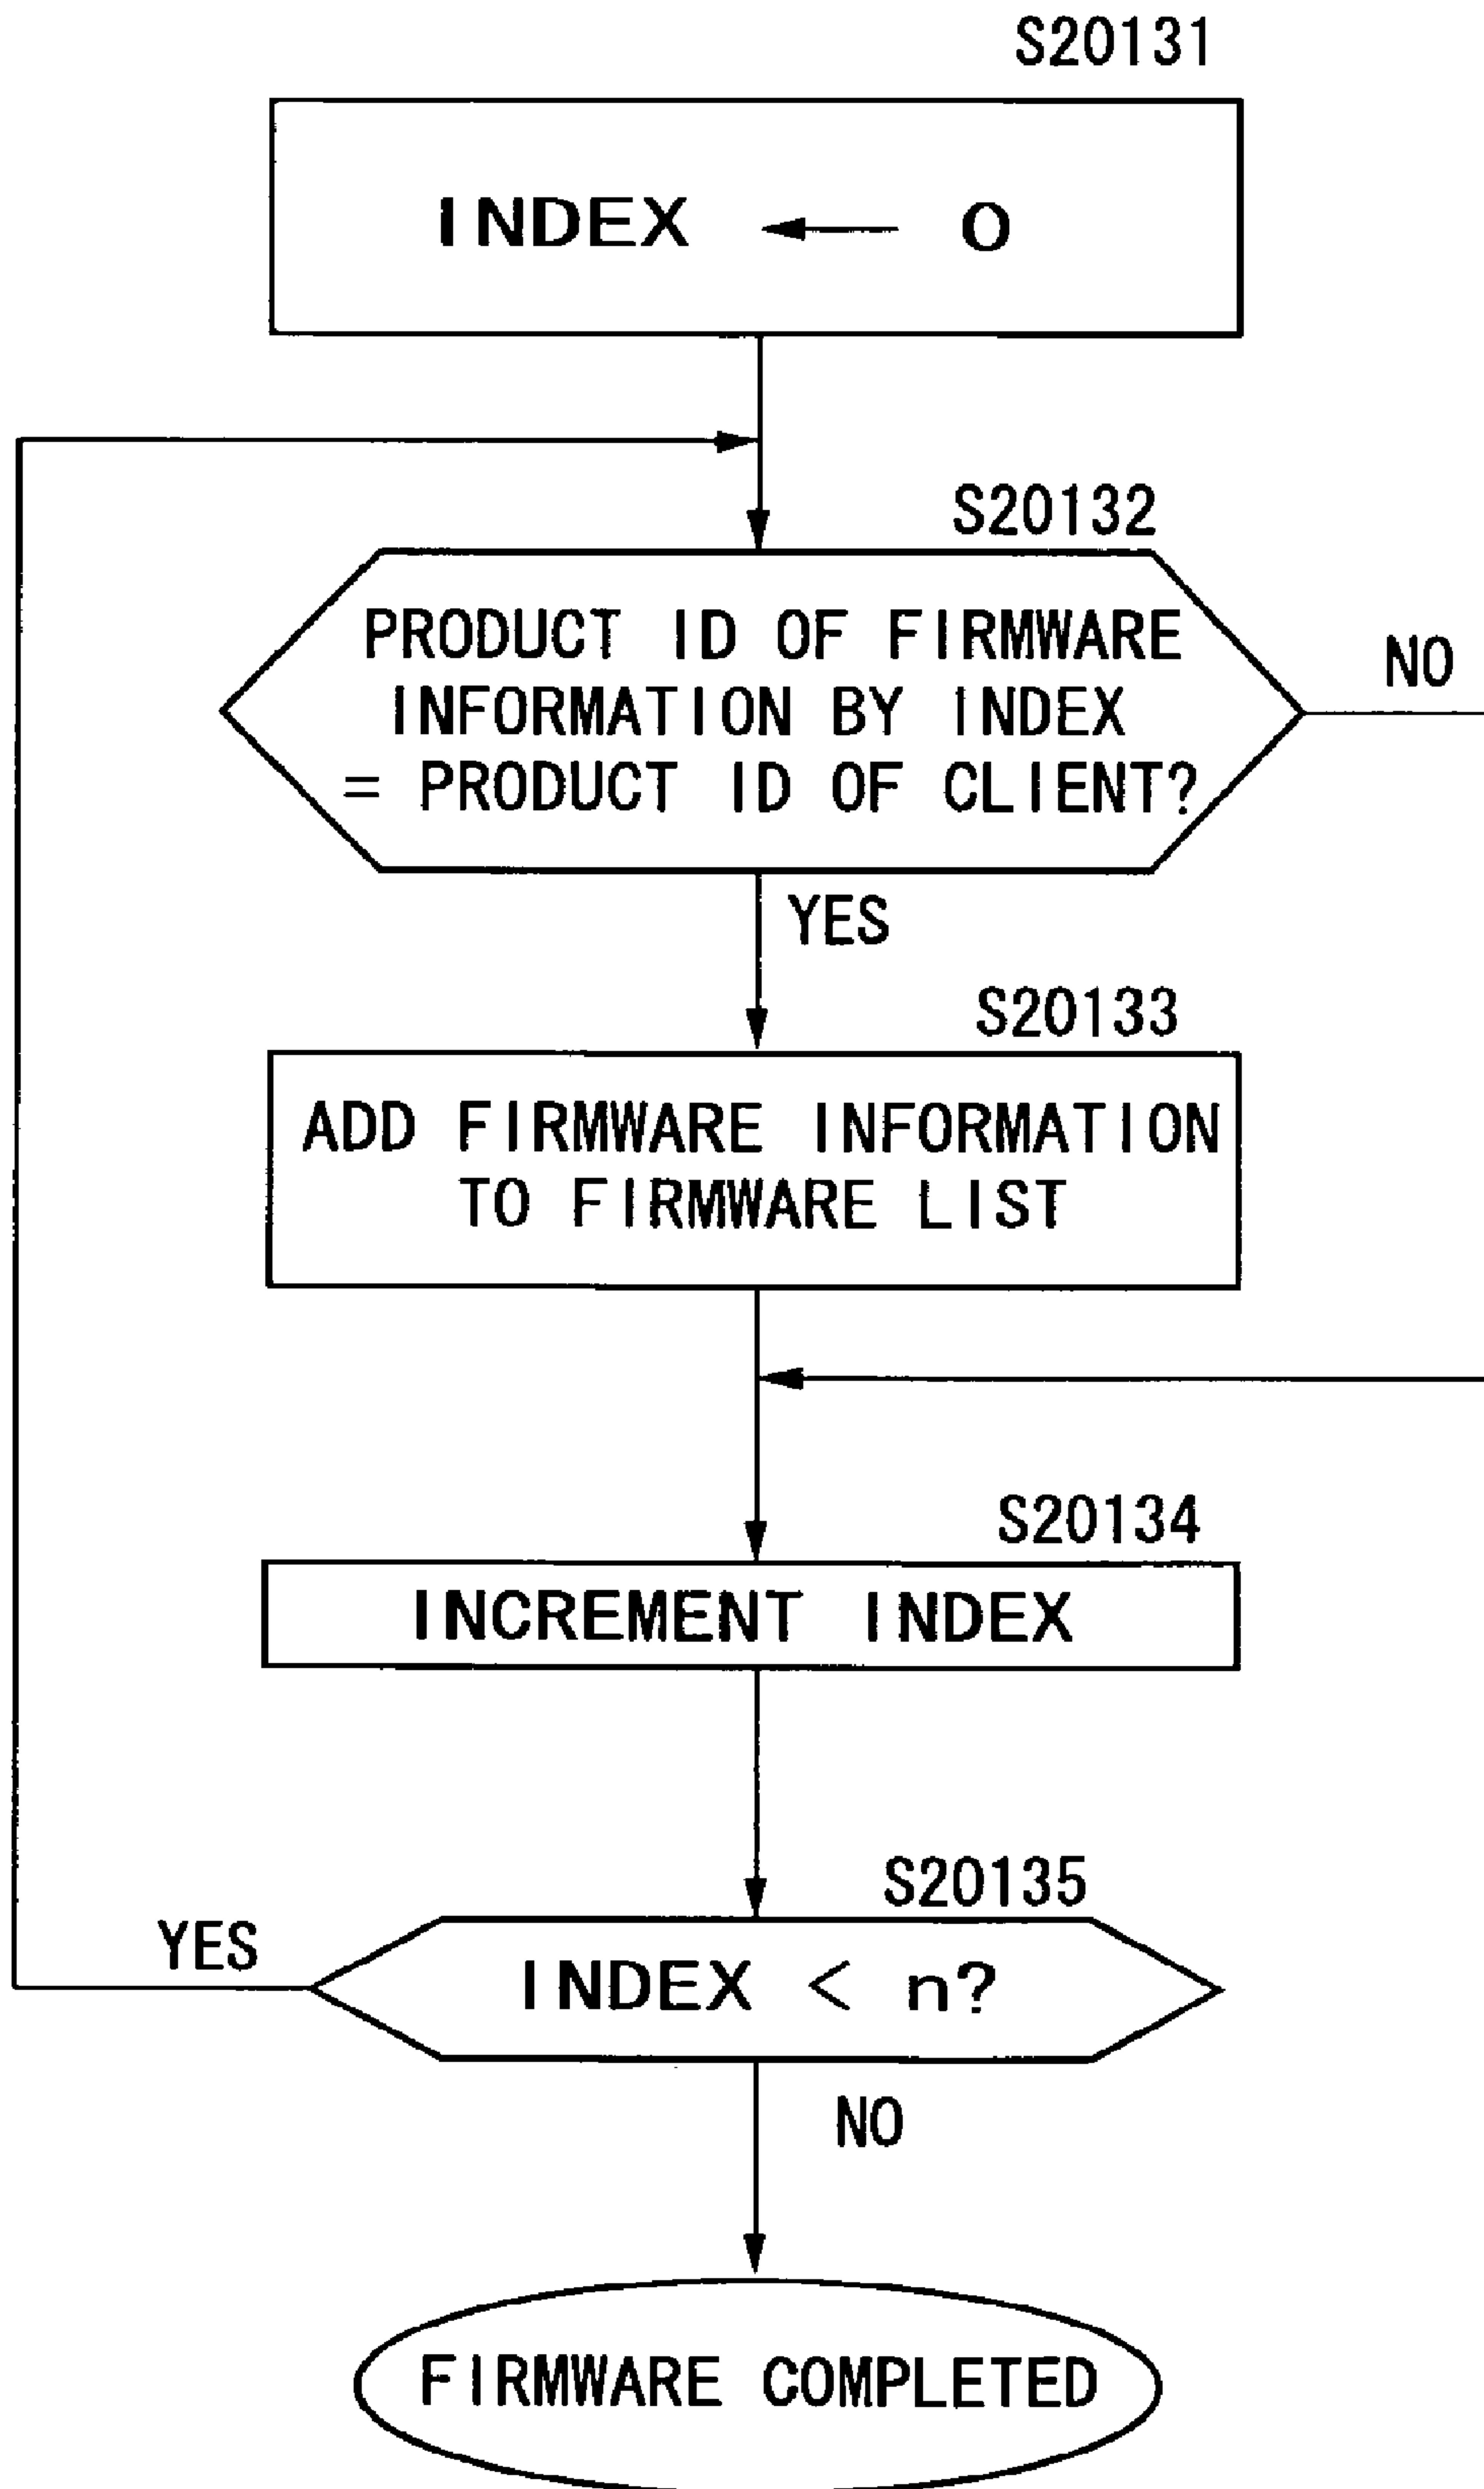 S20131
INDEX ← 0
S20132
PRODUCT ID OF FIRMWARE
INFORMATION BY INDEX
= PRODUCT ID OF CLIENT?
NO
YES
S20133
ADD FIRMWARE INFORMATION
TO FIRMWARE LIST
S20134
INCREMENT INDEX
S20135
YES
INDEX < n?
NO
FIRMWARE COMPLETED